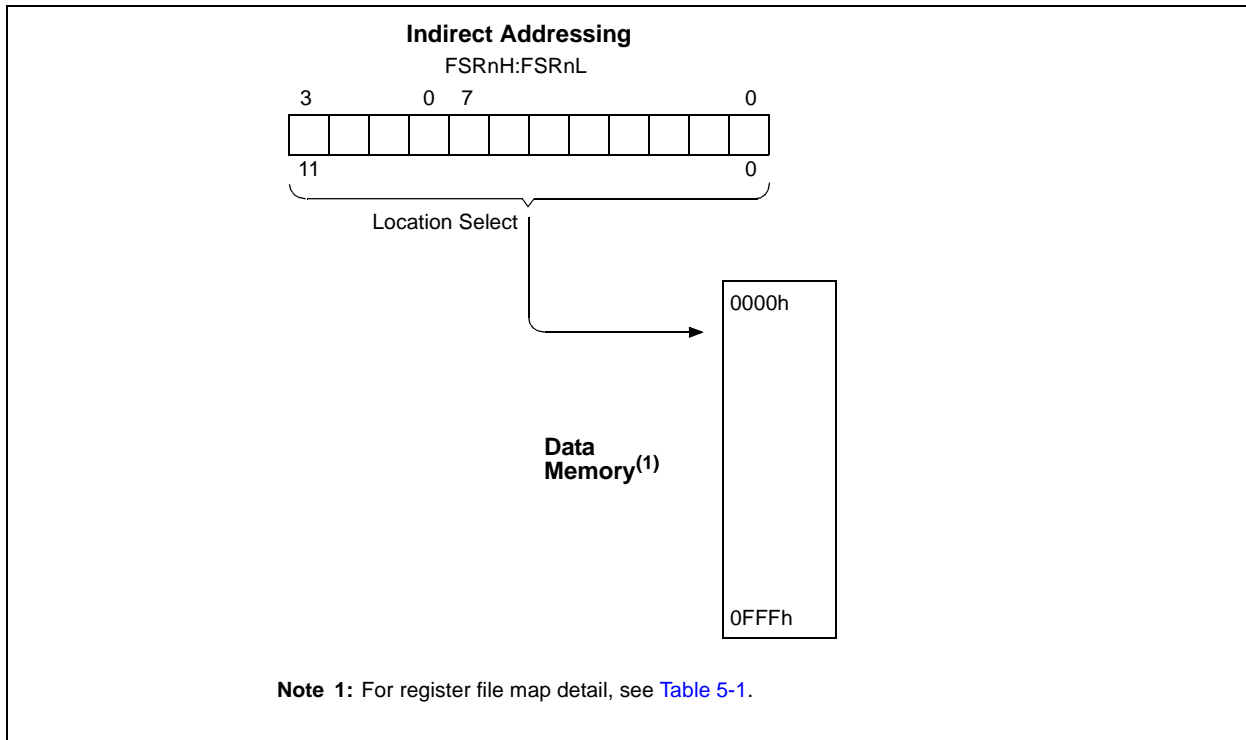 Indirect Addressing
FSRnH:FSRnL
3 0 7 0
11 0
Location Select
0000h
Data
Memory(1)
0FFFh
Note 1: For register file map detail, see Table 5-1.